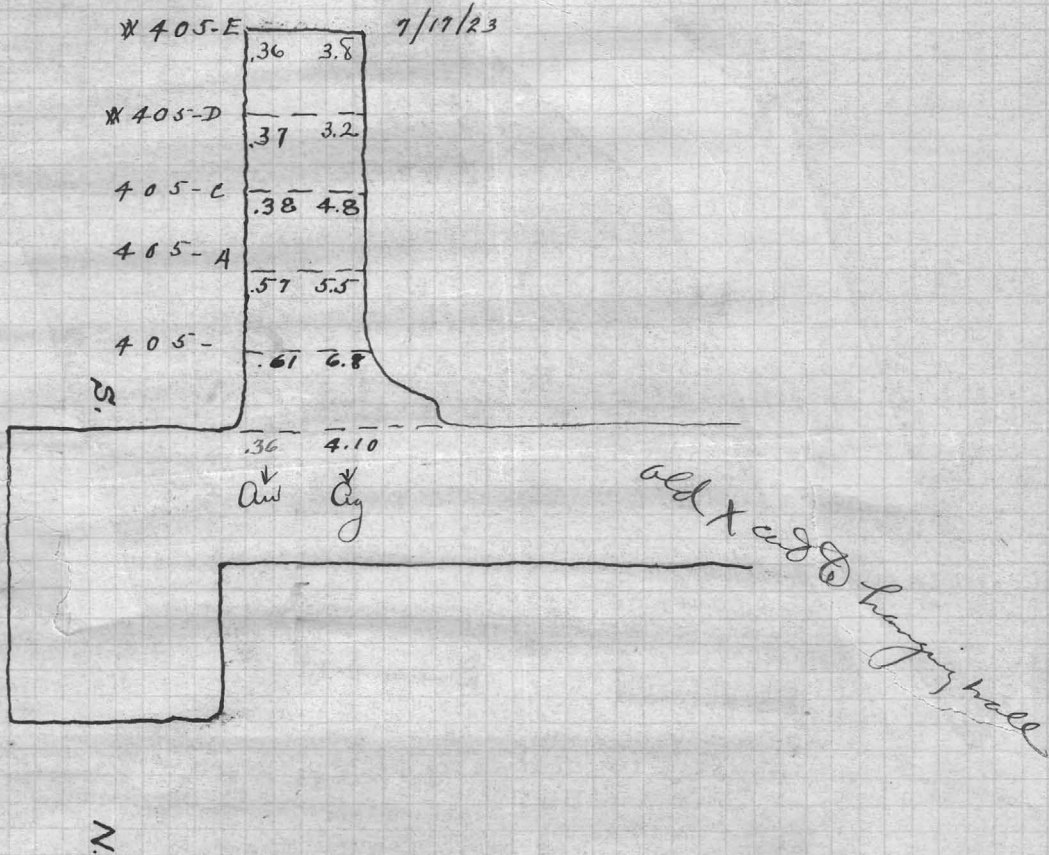 ※ 405-E .36 3.8 7/17/23
※ 405-D .37 3.2
405-C .38 4.8
405-A .57 5.5
405- .61 6.8
S.
.36 4.10
Au Ag
old X cut @ hanging wall
N.